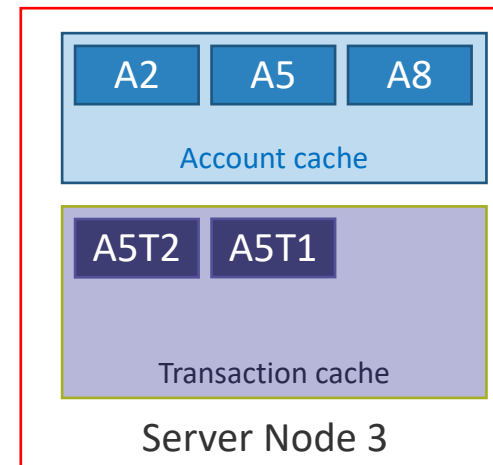 A2 A5 A8
Account cache
A5T2 A5T1
Transaction cache
Server Node 3